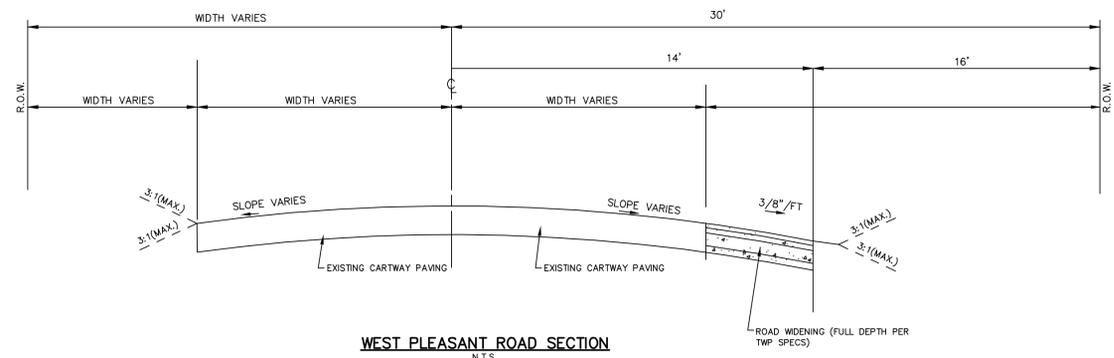 WIDTH VARIES
30'
14'
16'
℄
WIDTH VARIES
WIDTH VARIES
WIDTH VARIES
R.O.W.
R.O.W.
3:1(MAX.)
3:1(MAX.)
SLOPE VARIES
SLOPE VARIES
3/8"/FT
3:1(MAX.)
3:1(MAX.)
EXISTING CARTWAY PAVING
EXISTING CARTWAY PAVING
ROAD WIDENING (FULL DEPTH PER
TWP SPECS)
WEST PLEASANT ROAD SECTION
N.T.S.